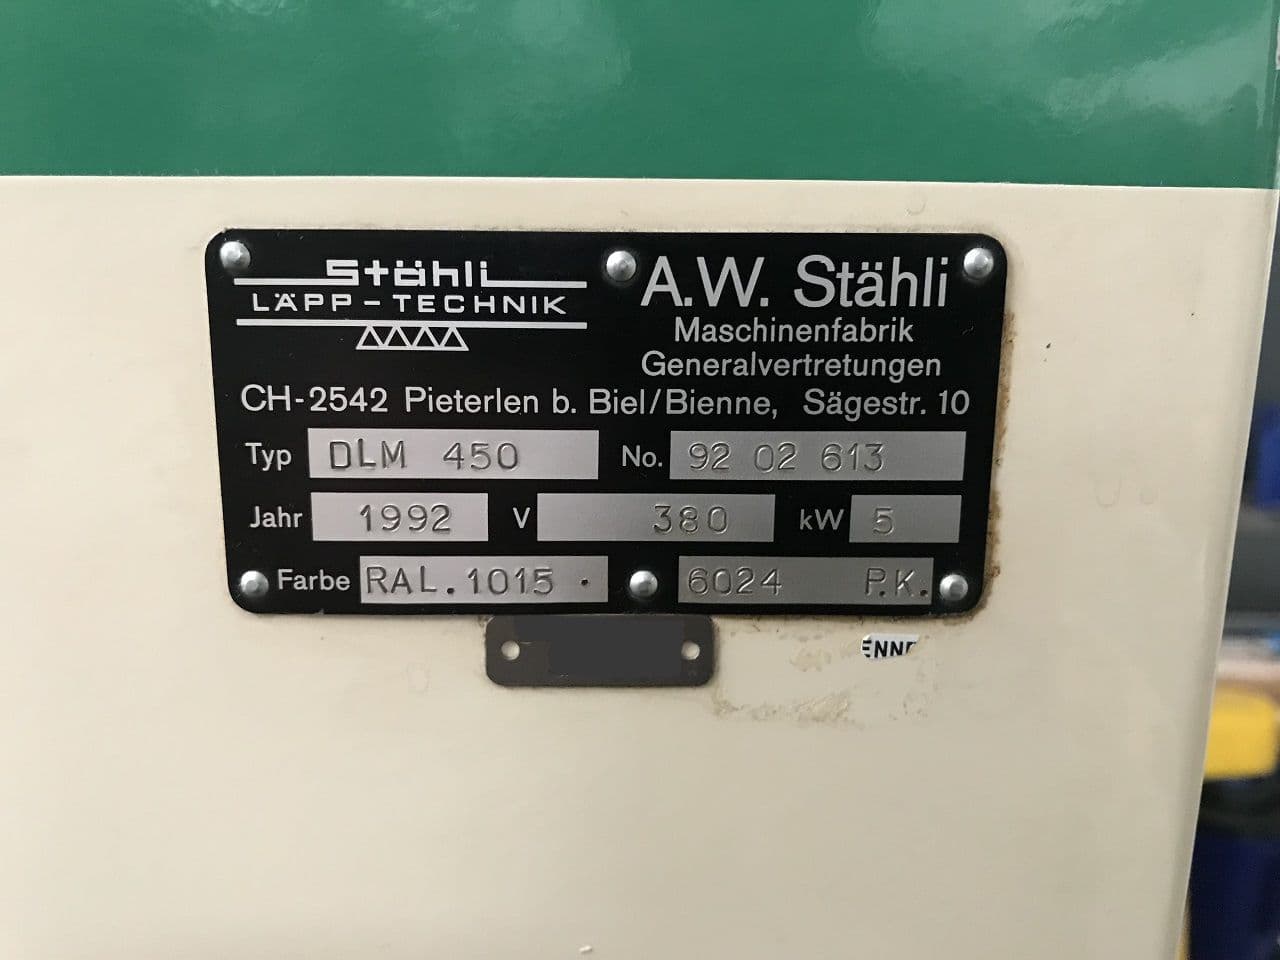 Stähli
LÄPP-TECHNIK
A.W. Stähli
Maschinenfabrik
Generalvertretungen
CH-2542 Pieterlen b. Biel/Bienne, Sägestr. 10
Typ DLM 450 No. 92 02 613
Jahr 1992 V 380 kW 5
Farbe RAL.1015 · 6024 P.K.